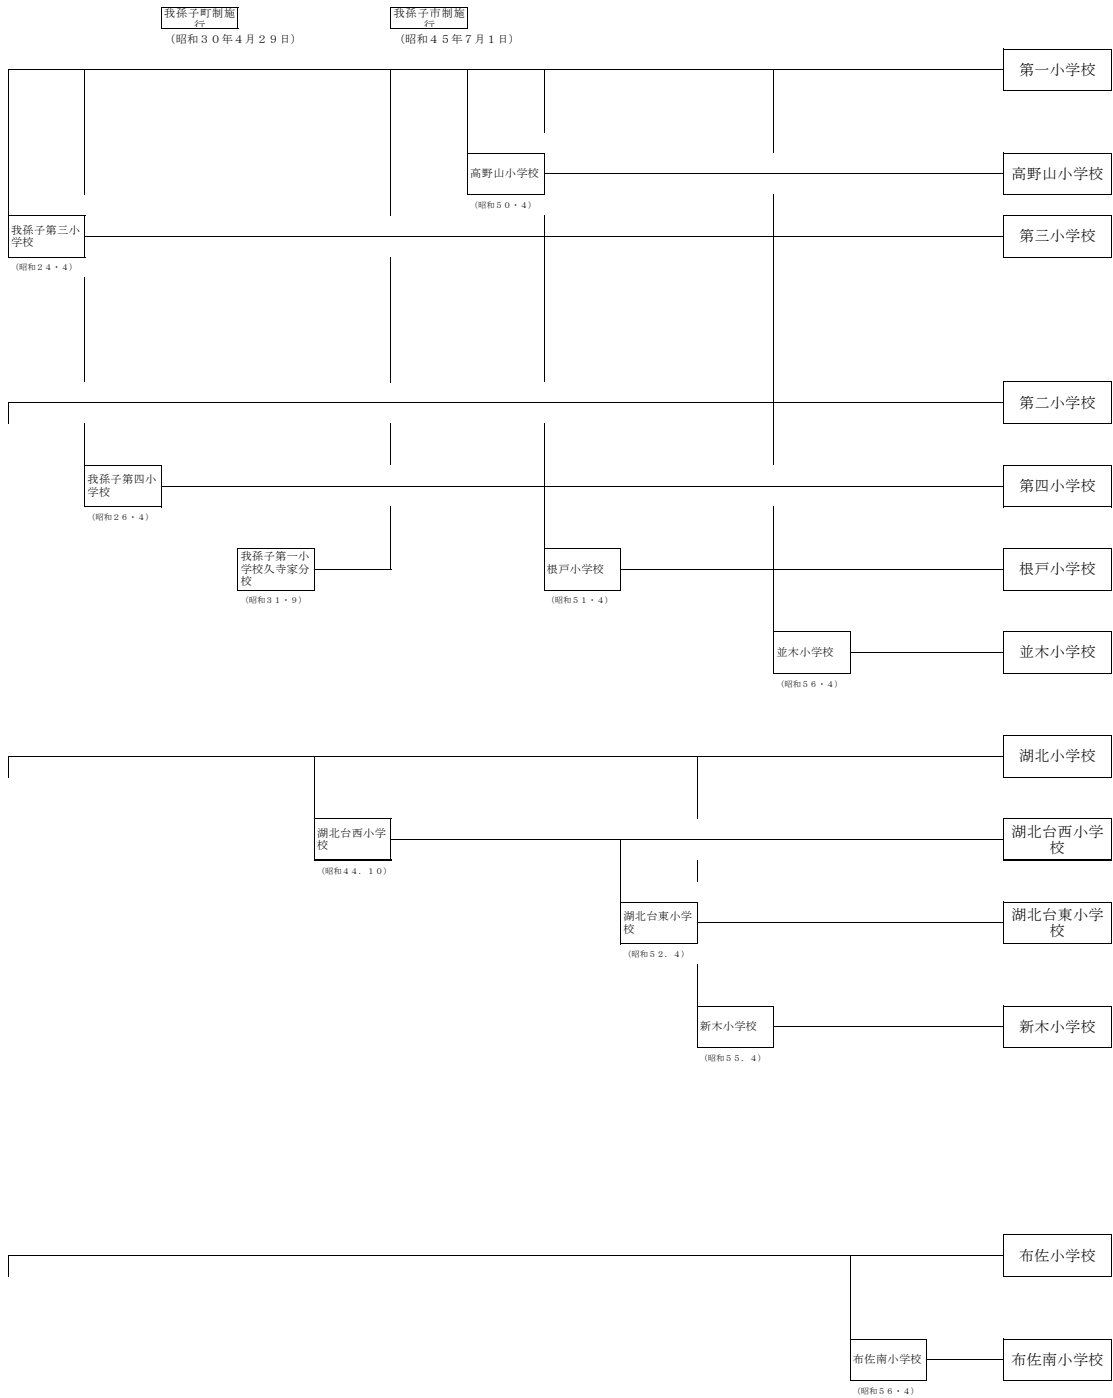 我孫子町制施
行
我孫子市制施
行
（昭和３０年４月２９日）
（昭和４５年７月１日）
第一小学校
高野山小学校
高野山小学校
（昭和５０・４）
我孫子第三小
学校
第三小学校
（昭和２４・４）
第二小学校
我孫子第四小
学校
第四小学校
（昭和２６・４）
我孫子第一小
学校久寺家分
校
根戸小学校
根戸小学校
（昭和３１・９）
（昭和５１・４）
並木小学校
並木小学校
（昭和５６・４）
湖北小学校
湖北台西小学
校
湖北台西小学
校
（昭和４４．１０）
湖北台東小学
校
湖北台東小学
校
（昭和５２．４）
新木小学校
新木小学校
（昭和５５．４）
布佐小学校
布佐南小学校
布佐南小学校
（昭和５６・４）